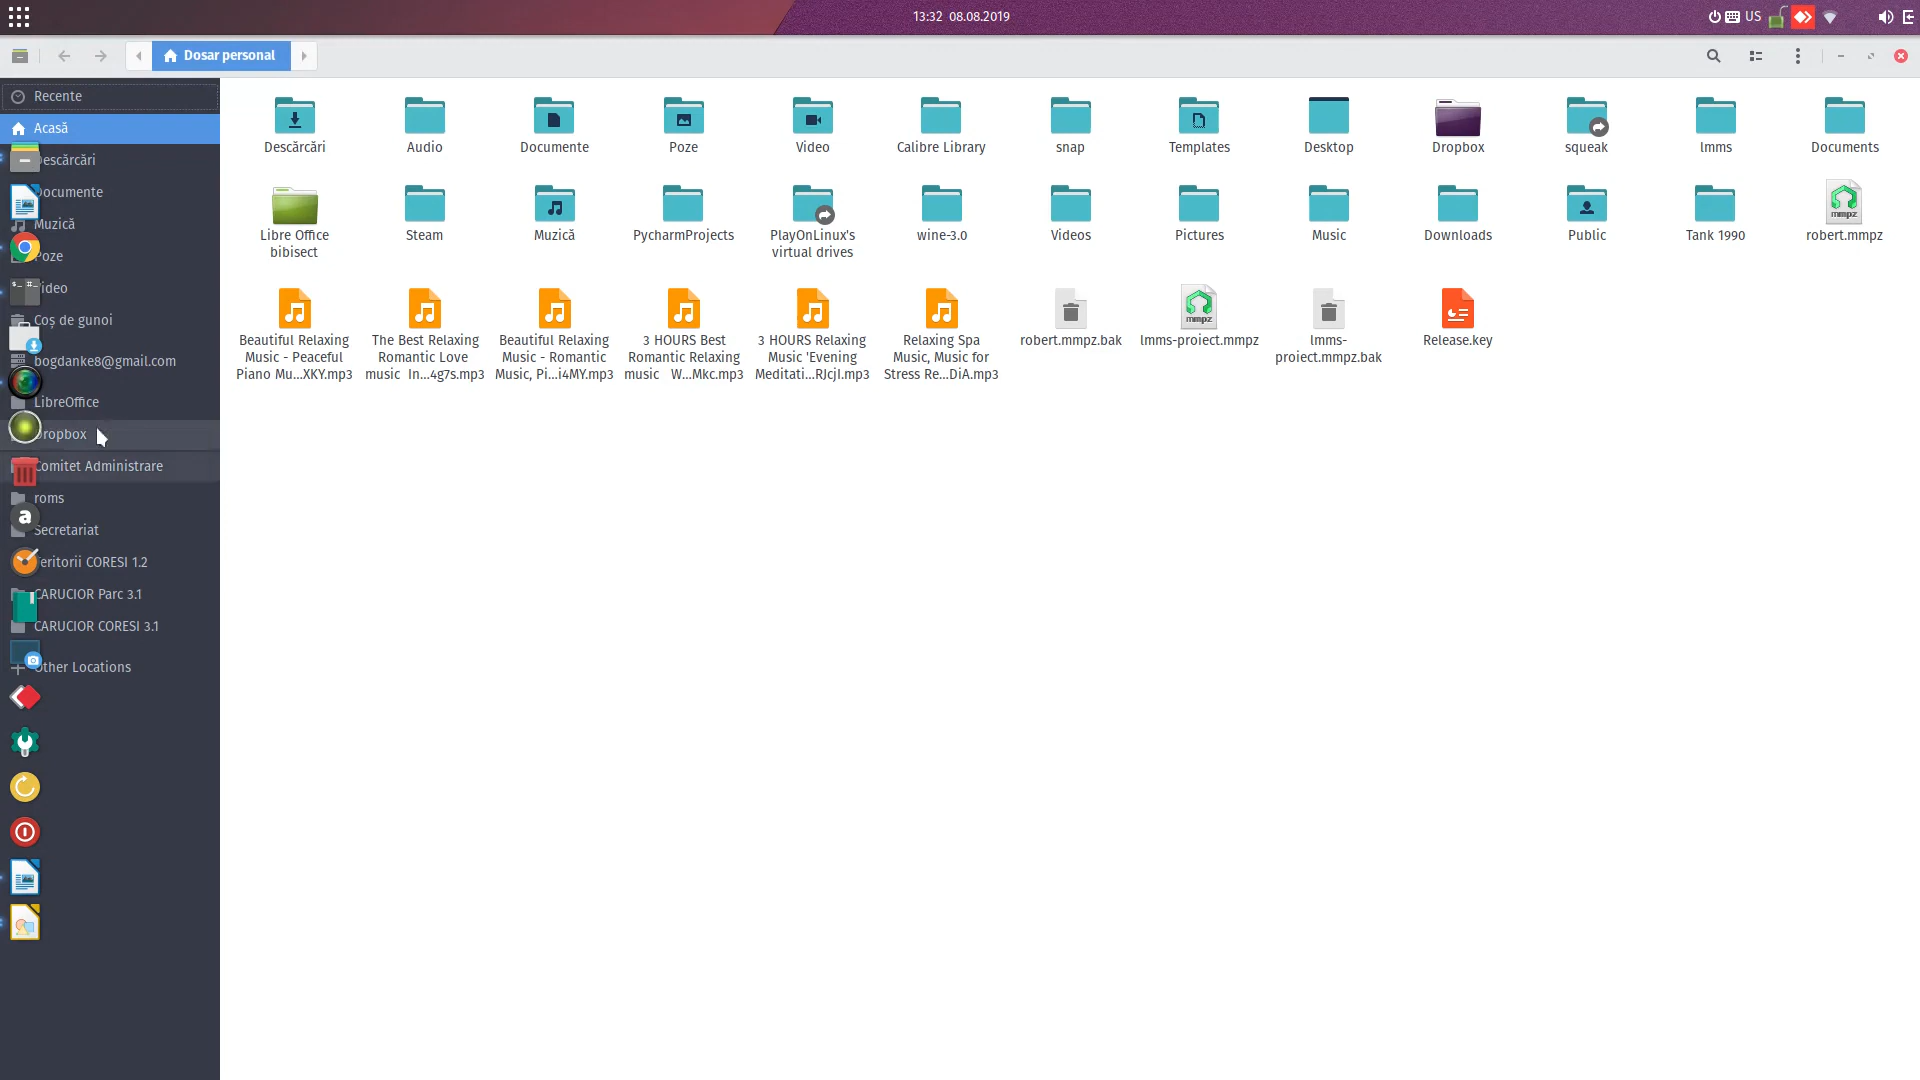 13:32 08.08.2019
US
Dosar personal
Recente
Acasă
Descărcări
Documente
Muzică
Poze
Video
Coș de gunoi
bogdanke8@gmail.com
LibreOffice
Dropbox
Comitet Administrare
roms
Secretariat
Teritorii CORESI 1.2
CARUCIOR Parc 3.1
CARUCIOR CORESI 3.1
Other Locations
Descărcări
Audio
Documente
Poze
Video
Calibre Library
snap
Templates
Desktop
Dropbox
squeak
lmms
Documents
Libre Office
bibisect
Steam
Muzică
PycharmProjects
PlayOnLinux's
virtual drives
wine-3.0
Videos
Pictures
Music
Downloads
Public
Tank 1990
mmpz
robert.mmpz
Beautiful Relaxing
Music - Peaceful
Piano Mu...XKY.mp3
The Best Relaxing
Romantic Love
music In...4g7s.mp3
Beautiful Relaxing
Music - Romantic
Music, Pi...i4MY.mp3
3 HOURS Best
Romantic Relaxing
music W...Mkc.mp3
3 HOURS Relaxing
Music 'Evening
Meditati...RJcjI.mp3
Relaxing Spa
Music, Music for
Stress Re...DiA.mp3
robert.mmpz.bak
mmpz
lmms-proiect.mmpz
lmms-
proiect.mmpz.bak
Release.key